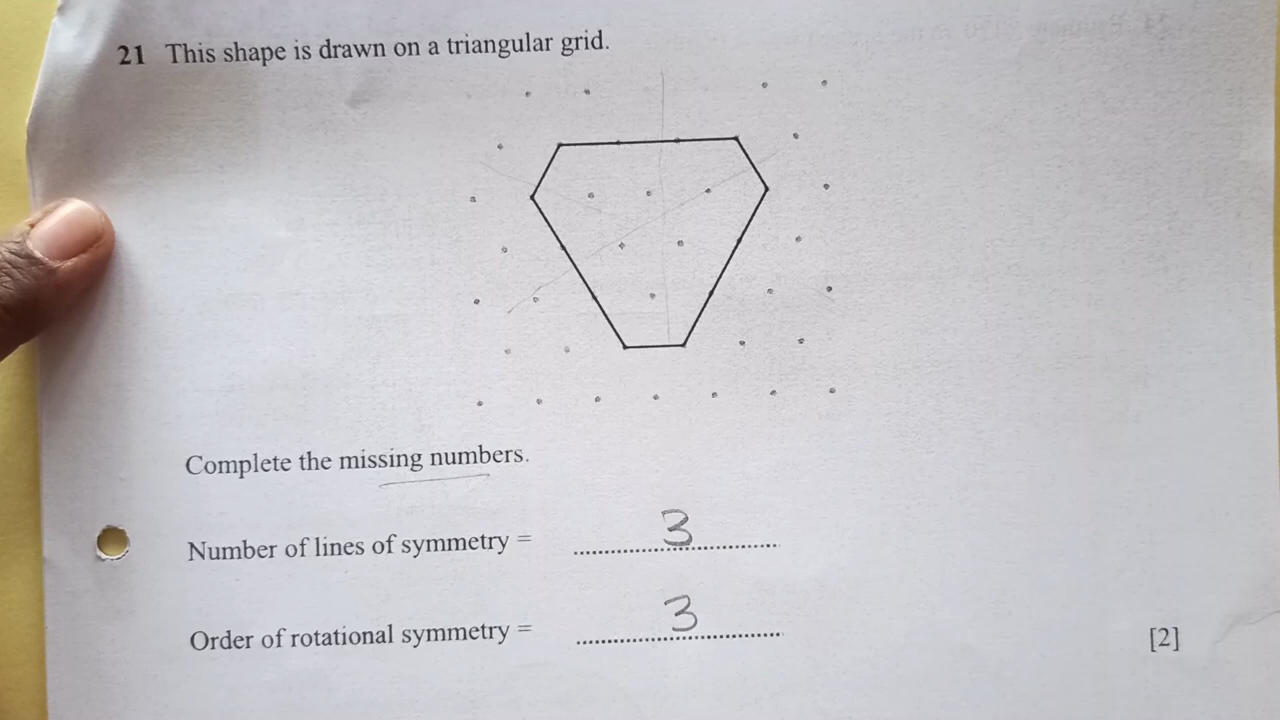 21 This shape is drawn on a triangular grid.
Complete the missing numbers.
Number of lines of symmetry = 3
Order of rotational symmetry = 3
[2]